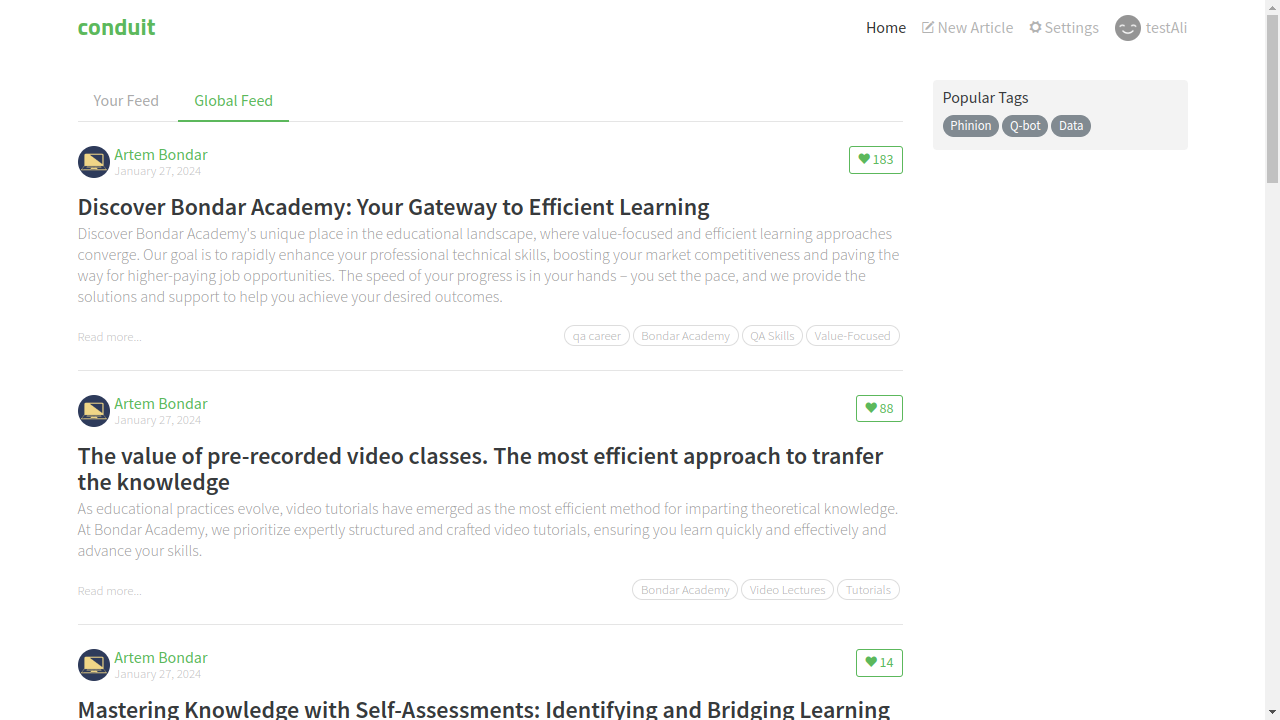 conduit
Home New Article Settings testAli
Your Feed Global Feed
Popular Tags
Phinion Q-bot Data
Artem Bondar
January 27, 2024
183
Discover Bondar Academy: Your Gateway to Efficient Learning
Discover Bondar Academy's unique place in the educational landscape, where value-focused and efficient learning approaches
converge. Our goal is to rapidly enhance your professional technical skills, boosting your market competitiveness and paving the
way for higher-paying job opportunities. The speed of your progress is in your hands – you set the pace, and we provide the
solutions and support to help you achieve your desired outcomes.
Read more...
qa career Bondar Academy QA Skills Value-Focused
Artem Bondar
January 27, 2024
88
The value of pre-recorded video classes. The most efficient approach to tranfer
the knowledge
As educational practices evolve, video tutorials have emerged as the most efficient method for imparting theoretical knowledge.
At Bondar Academy, we prioritize expertly structured and crafted video tutorials, ensuring you learn quickly and effectively and
advance your skills.
Read more...
Bondar Academy Video Lectures Tutorials
Artem Bondar
January 27, 2024
14
Mastering Knowledge with Self-Assessments: Identifying and Bridging Learning